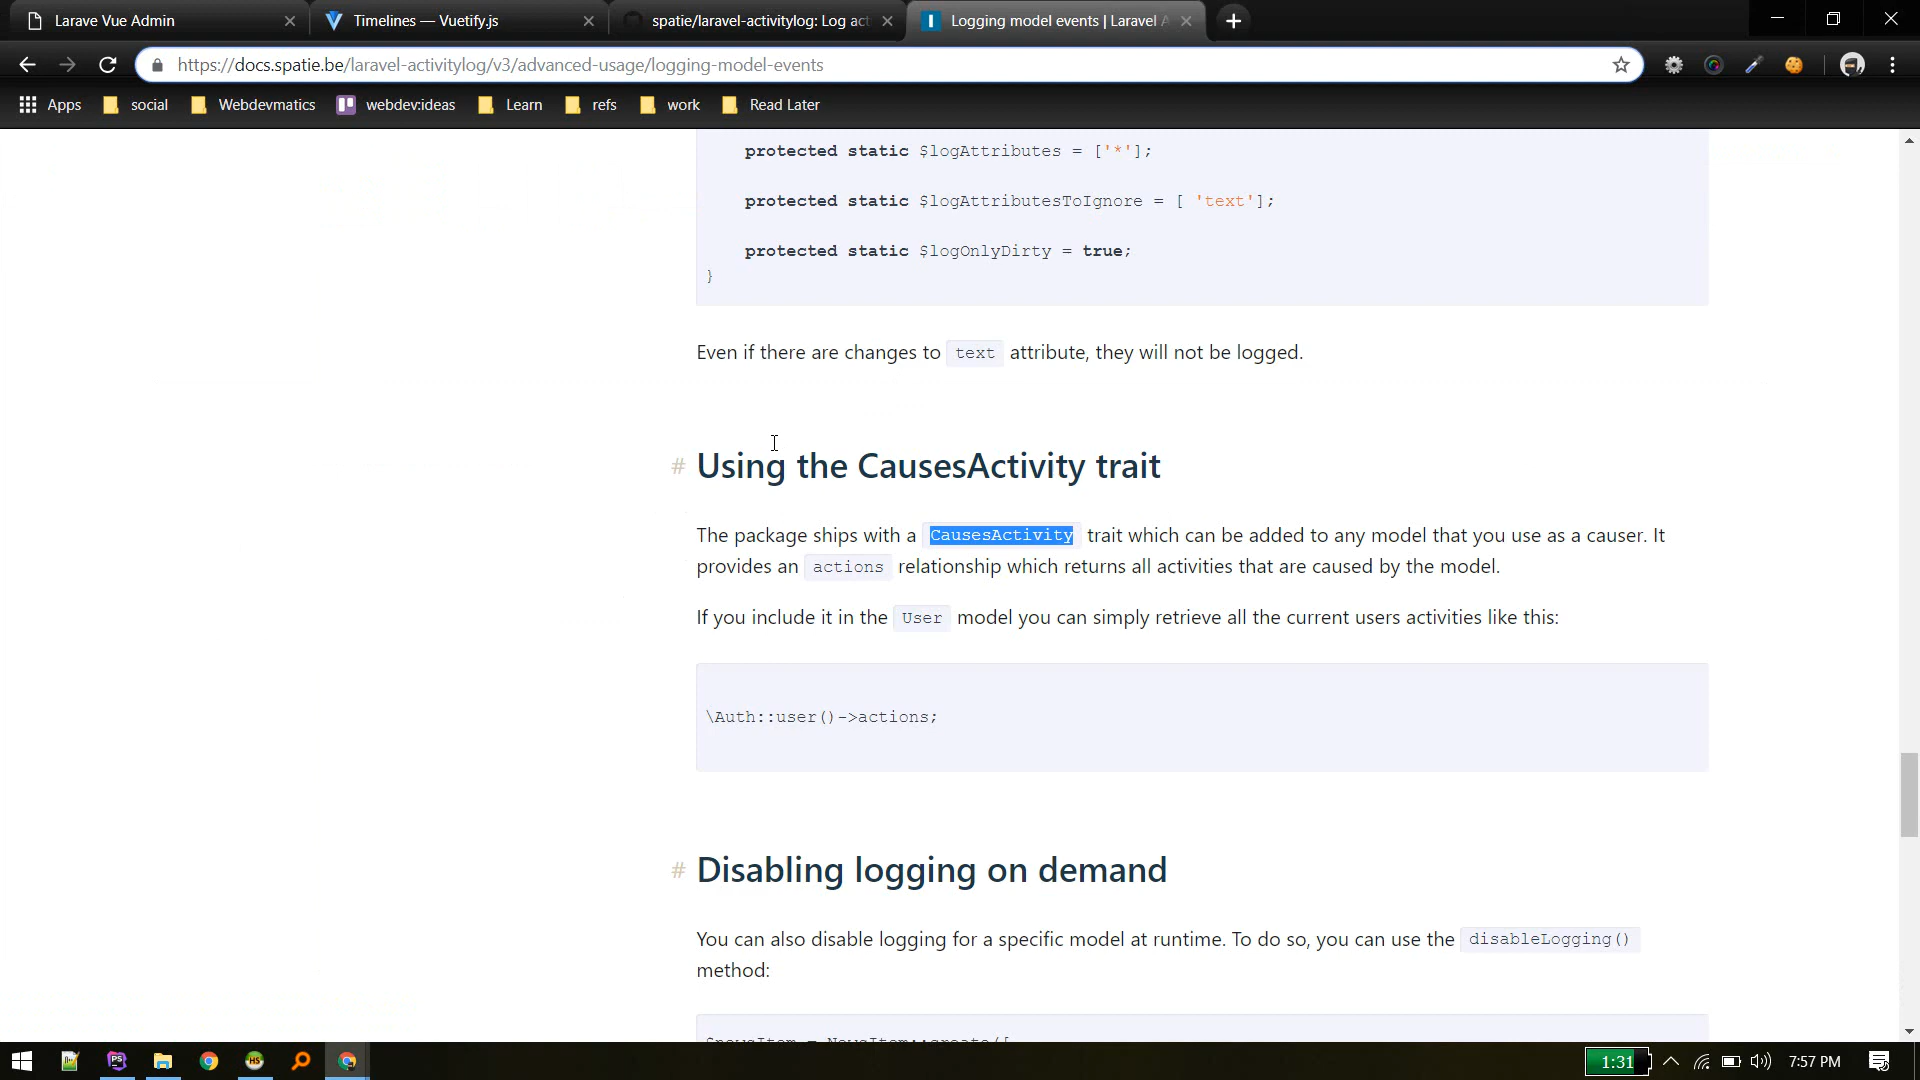 Larave Vue Admin
Timelines — Vuetify.js
spatie/laravel-activitylog: Log act
Logging model events | Laravel A
https://docs.spatie.be/laravel-activitylog/v3/advanced-usage/logging-model-events
Apps
social
Webdevmatics
webdev:ideas
Learn
refs
work
Read Later
protected static $logAttributes = ['*'];
protected static $logAttributesToIgnore = [ 'text'];
protected static $logOnlyDirty = true;
}
Even if there are changes to text attribute, they will not be logged.
# Using the CausesActivity trait
The package ships with a CausesActivity trait which can be added to any model that you use as a causer. It
provides an actions relationship which returns all activities that are caused by the model.
If you include it in the User model you can simply retrieve all the current users activities like this:
\Auth::user()->actions;
# Disabling logging on demand
You can also disable logging for a specific model at runtime. To do so, you can use the disableLogging()
method:
$newsItem = NewsItem::create([
1:31
7:57 PM